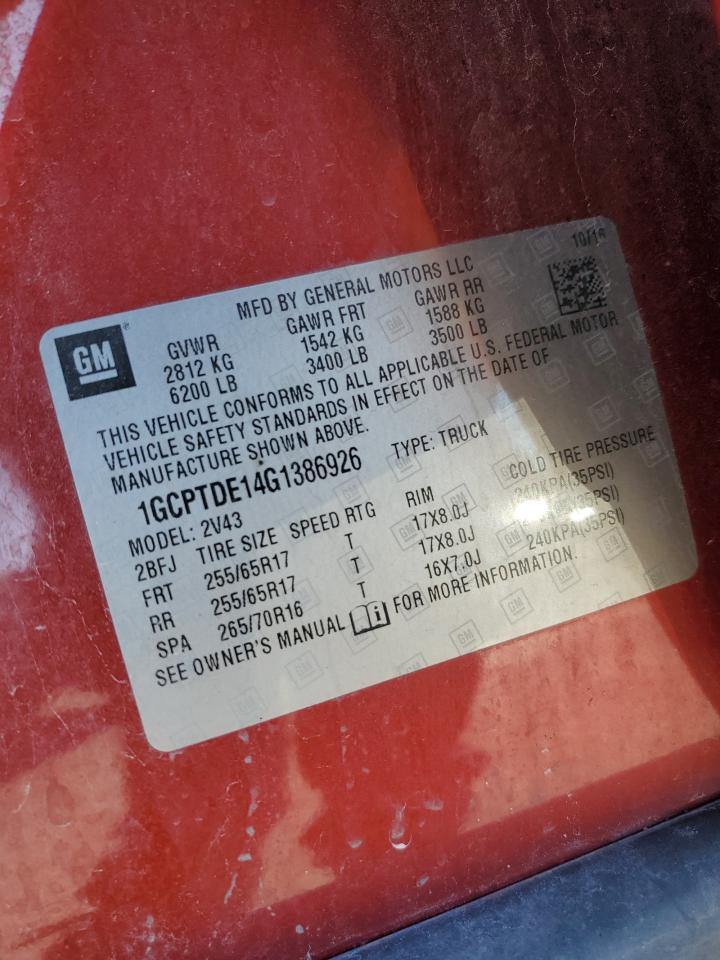 10/16
GM ®
MFD BY GENERAL MOTORS LLC
GVWR GAWR FRT GAWR RR
2812 KG 1542 KG 1588 KG
6200 LB 3400 LB 3500 LB
THIS VEHICLE CONFORMS TO ALL APPLICABLE U.S. FEDERAL MOTOR
VEHICLE SAFETY STANDARDS IN EFFECT ON THE DATE OF
MANUFACTURE SHOWN ABOVE.
1GCPTDE14G1386926 TYPE: TRUCK
MODEL: 2V43
2BFJ TIRE SIZE SPEED RTG RIM COLD TIRE PRESSURE
FRT 255/65R17 T 17X8.0J 240KPA(35PSI)
RR 255/65R17 T 17X8.0J (35PSI)
SPA 265/70R16 T 16X7.0J 240KPA(35PSI)
SEE OWNER'S MANUAL FOR MORE INFORMATION.